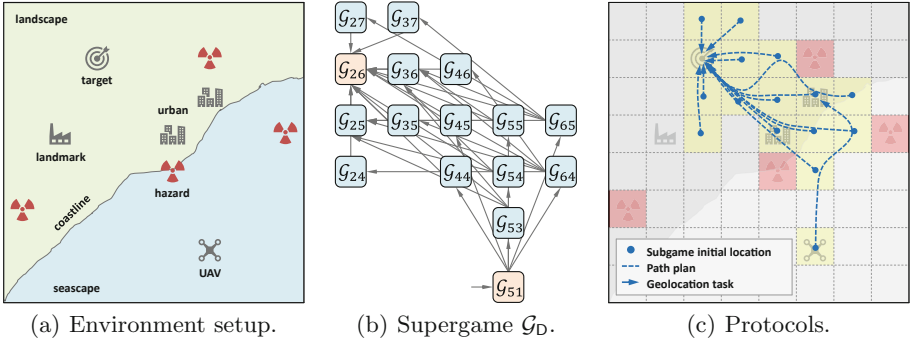 landscape
target
urban
landmark
hazard
coastline
UAV
seascape
(a) Environment setup.
G27 G37
G26 G36 G46
G25 G35 G45 G55 G65
G24 G44 G54 G64
G53
G51
(b) Supergame G_D.
Subgame initial location
Path plan
Geolocation task
(c) Protocols.